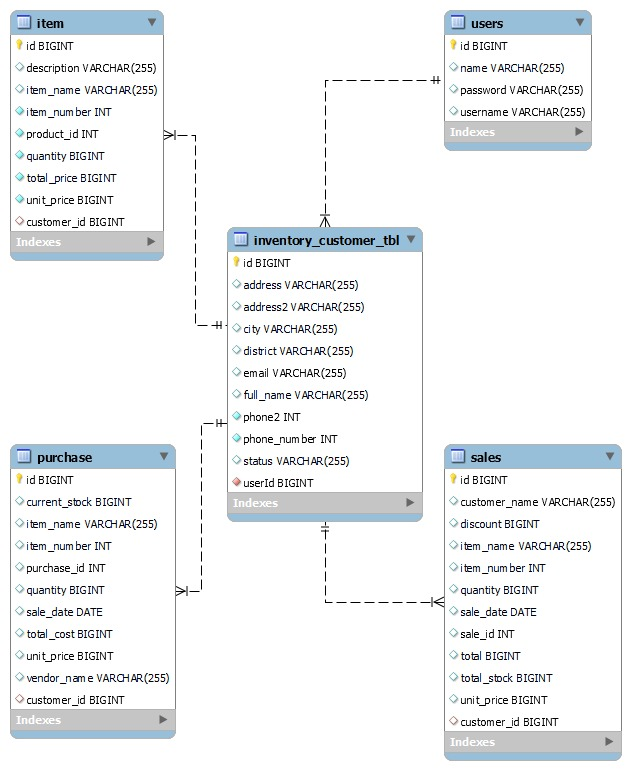 item
id BIGINT
description VARCHAR(255)
item_name VARCHAR(255)
item_number INT
product_id INT
quantity BIGINT
total_price BIGINT
unit_price BIGINT
customer_id BIGINT
Indexes
users
id BIGINT
name VARCHAR(255)
password VARCHAR(255)
username VARCHAR(255)
Indexes
inventory_customer_tbl
id BIGINT
address VARCHAR(255)
address2 VARCHAR(255)
city VARCHAR(255)
district VARCHAR(255)
email VARCHAR(255)
full_name VARCHAR(255)
phone2 INT
phone_number INT
status VARCHAR(255)
userId BIGINT
Indexes
purchase
id BIGINT
current_stock BIGINT
item_name VARCHAR(255)
item_number INT
purchase_id INT
quantity BIGINT
sale_date DATE
total_cost BIGINT
unit_price BIGINT
vendor_name VARCHAR(255)
customer_id BIGINT
Indexes
sales
id BIGINT
customer_name VARCHAR(255)
discount BIGINT
item_name VARCHAR(255)
item_number INT
quantity BIGINT
sale_date DATE
sale_id INT
total BIGINT
total_stock BIGINT
unit_price BIGINT
customer_id BIGINT
Indexes